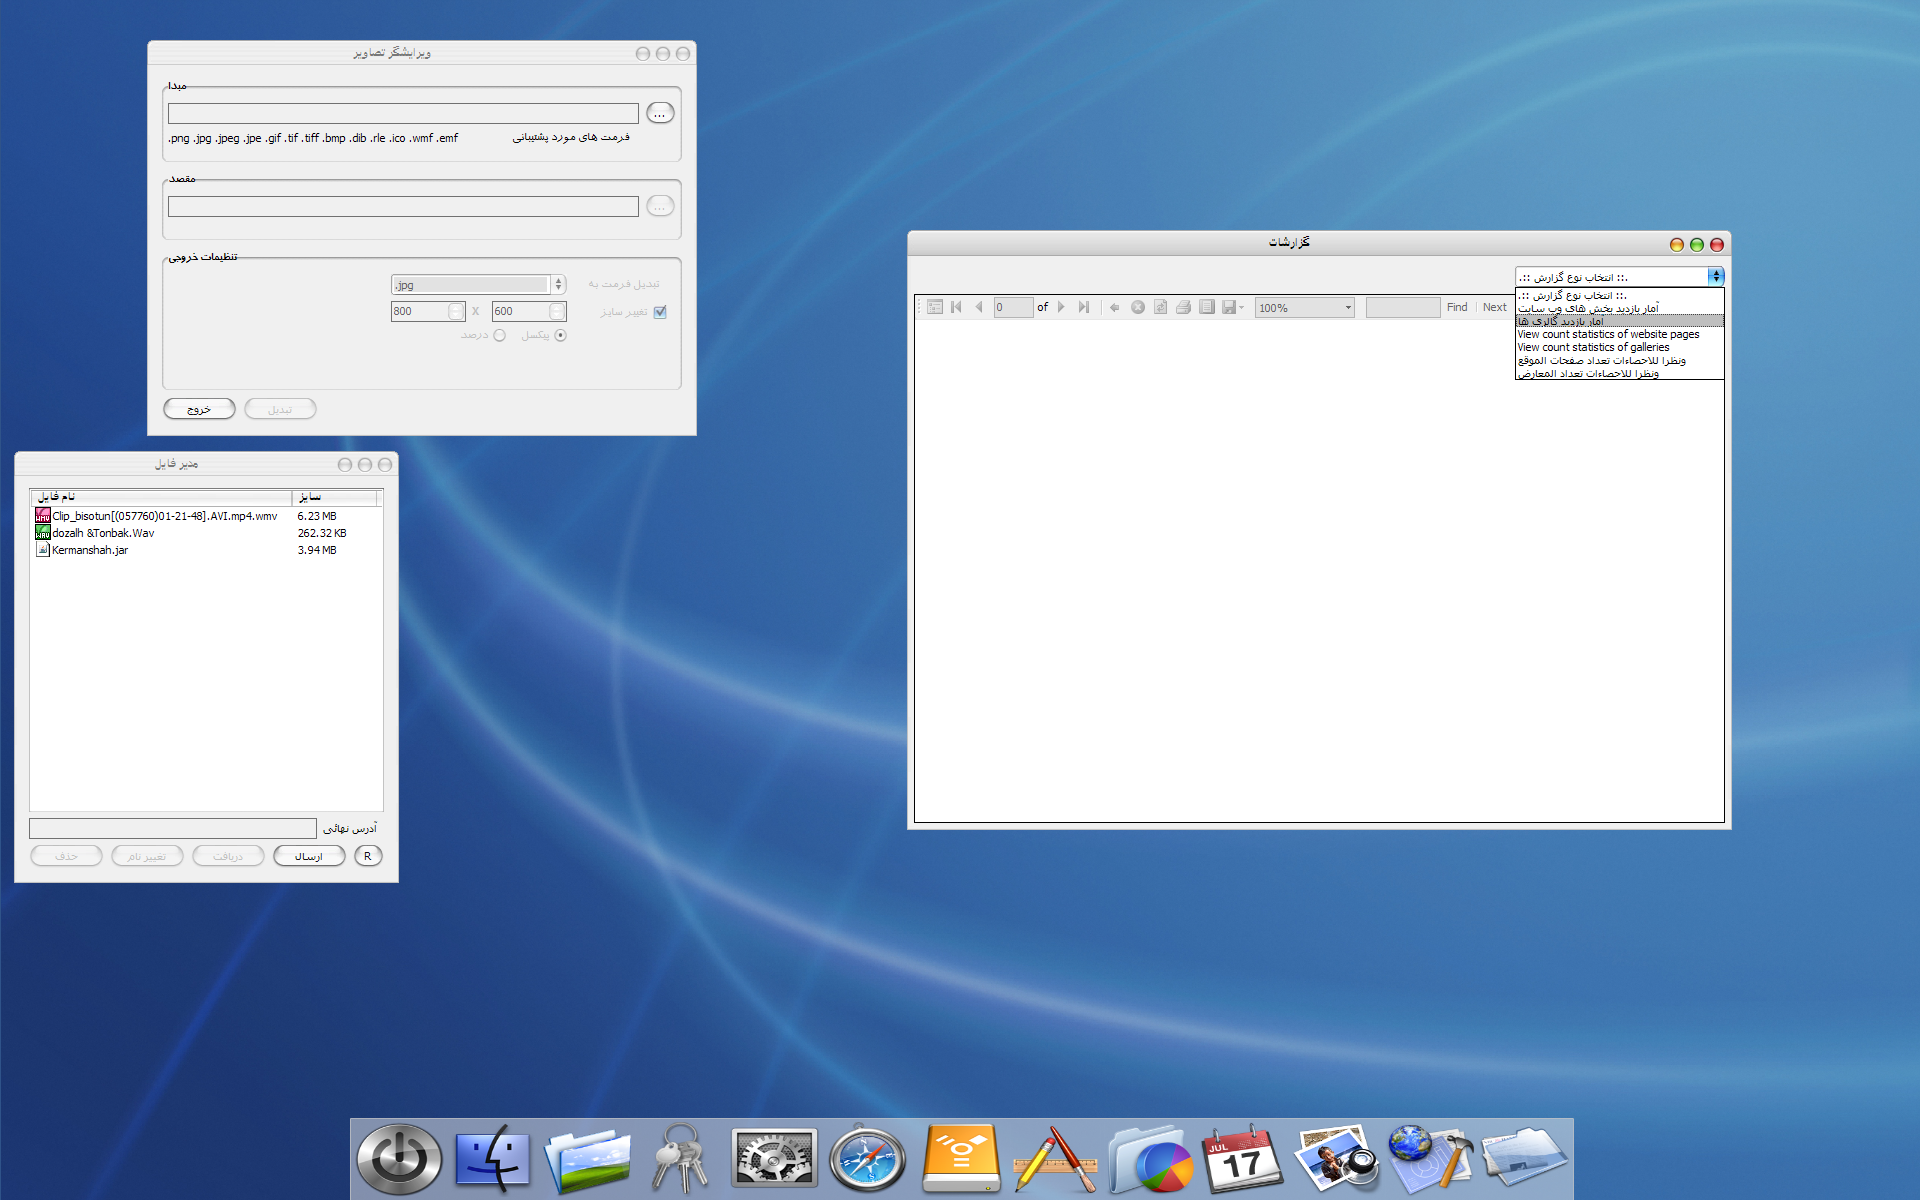 ویرایشگر تصاویر
مبدا
...
.png .jpg .jpeg .jpe .gif .tif .tiff .bmp .dib .rle .ico .wmf .emf
فرمت های مورد پشتیبانی
مقصد
...
تنظیمات خروجی
تبدیل فرمت به
.jpg
تغییر سایز
800 X 600
پیکسل
درصد
خروج
تبدیل
مدیر فایل
نام فایل
سایز
Clip_bisotun[(057760)01-21-48].AVI.mp4.wmv 6.23 MB
dozalh &Tonbak.Wav 262.32 KB
Kermanshah.jar 3.94 MB
آدرس نهائی
حذف
تغییر نام
دریافت
ارسال
R
گزارشات
.:: انتخاب نوع گزارش ::.
0 of
100%
Find | Next
.:: انتخاب نوع گزارش ::.
آمار بازدید بخش های وب سایت
آمار بازدید گالری ها
View count statistics of website pages
View count statistics of galleries
ونظرا للاحصاءات تعداد صفحات الموقع
ونظرا للاحصاءات تعداد المعارض
JUL
17